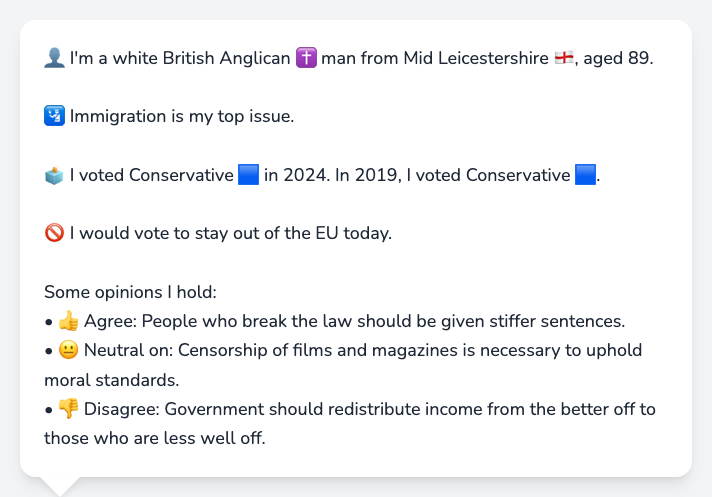 👤 I'm a white British Anglican ✝️ man from Mid Leicestershire 🏴󠁧󠁢󠁥󠁮󠁧󠁿, aged 89.
🛂 Immigration is my top issue.
🗳️ I voted Conservative 🟦 in 2024. In 2019, I voted Conservative 🟦.
🚫 I would vote to stay out of the EU today.
Some opinions I hold:
• 👍 Agree: People who break the law should be given stiffer sentences.
• 😐 Neutral on: Censorship of films and magazines is necessary to uphold
moral standards.
• 👎 Disagree: Government should redistribute income from the better off to
those who are less well off.